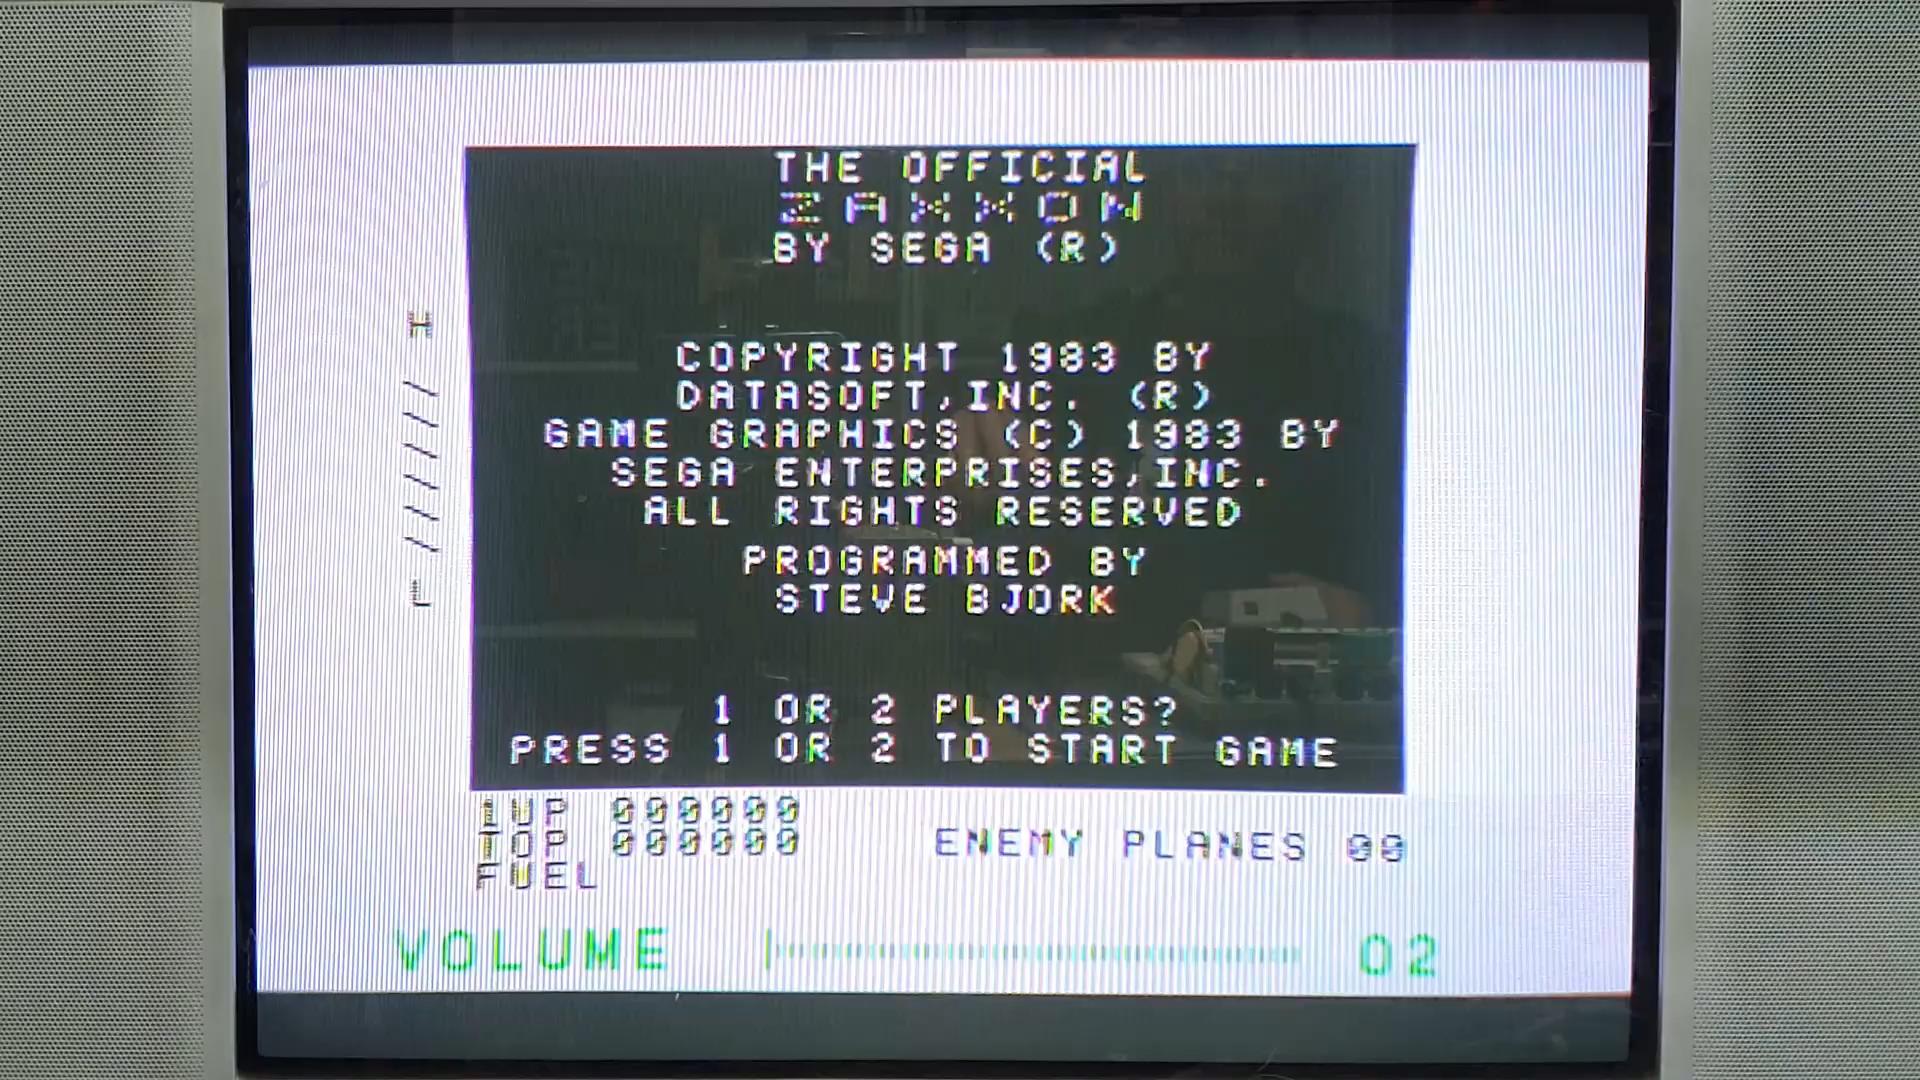 THE OFFICIAL
ZAXXON
BY SEGA (R)
COPYRIGHT 1983 BY
DATASOFT,INC. (R)
GAME GRAPHICS (C) 1983 BY
SEGA ENTERPRISES,INC.
ALL RIGHTS RESERVED
PROGRAMMED BY
STEVE BJORK
1 OR 2 PLAYERS?
PRESS 1 OR 2 TO START GAME
H
L
1UP 000000
TOP 000000
ENEMY PLANES 00
FUEL
VOLUME 02